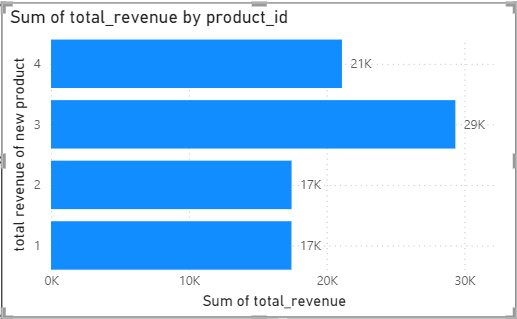 Sum of total_revenue by product_id
total revenue of new product
4
21K
3
29K
2
17K
1
17K
0K 10K 20K 30K
Sum of total_revenue